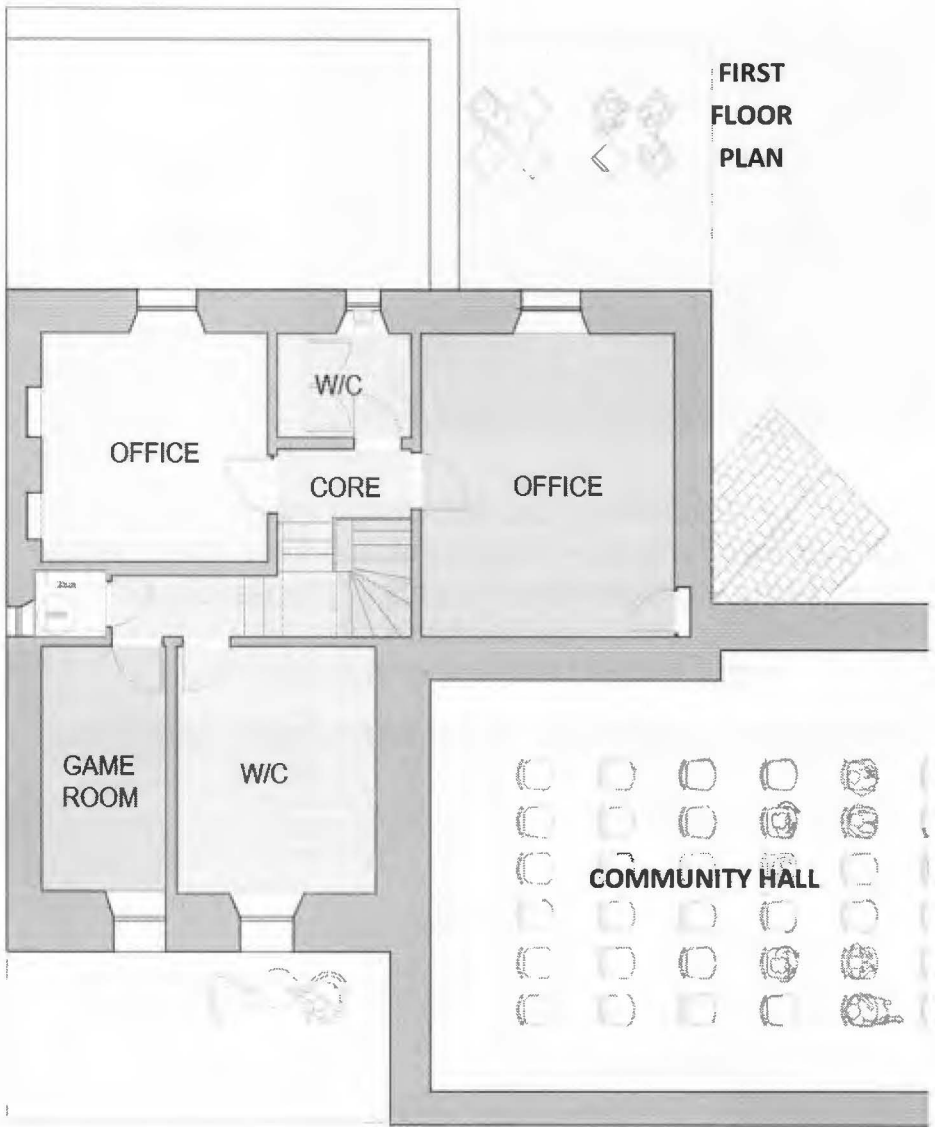 FIRST
FLOOR
PLAN
W/C
OFFICE
CORE
OFFICE
GAME
ROOM
W/C
COMMUNITY HALL